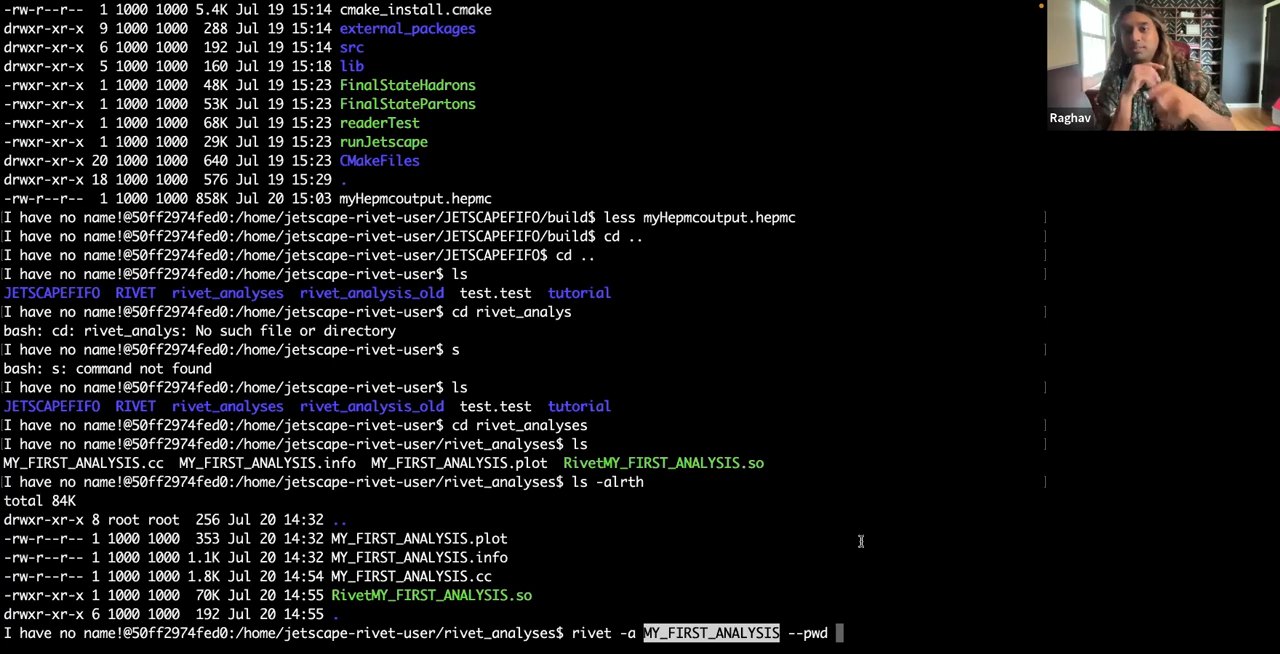 -rw-r--r--  1 1000 1000 5.4K Jul 19 15:14 cmake_install.cmake
drwxr-xr-x  9 1000 1000  288 Jul 19 15:14 external_packages
drwxr-xr-x  6 1000 1000  192 Jul 19 15:14 src
drwxr-xr-x  5 1000 1000  160 Jul 19 15:18 lib
-rwxr-xr-x  1 1000 1000  48K Jul 19 15:23 FinalStateHadrons
-rwxr-xr-x  1 1000 1000  53K Jul 19 15:23 FinalStatePartons
-rwxr-xr-x  1 1000 1000  68K Jul 19 15:23 readerTest
-rwxr-xr-x  1 1000 1000  29K Jul 19 15:23 runJetscape
drwxr-xr-x 20 1000 1000  640 Jul 19 15:23 CMakeFiles
drwxr-xr-x 18 1000 1000  576 Jul 19 15:29 .
-rw-r--r--  1 1000 1000 858K Jul 20 15:03 myHepmcoutput.hepmc
Raghav
[I have no name!@50ff2974fed0:/home/jetscape-rivet-user/JETSCAPEFIFO/build$ less myHepmcoutput.hepmc ]
[I have no name!@50ff2974fed0:/home/jetscape-rivet-user/JETSCAPEFIFO/build$ cd .. ]
[I have no name!@50ff2974fed0:/home/jetscape-rivet-user/JETSCAPEFIFO$ cd .. ]
[I have no name!@50ff2974fed0:/home/jetscape-rivet-user$ ls ]
JETSCAPEFIFO  RIVET  rivet_analyses  rivet_analysis_old  test.test  tutorial
[I have no name!@50ff2974fed0:/home/jetscape-rivet-user$ cd rivet_analys ]
bash: cd: rivet_analys: No such file or directory
[I have no name!@50ff2974fed0:/home/jetscape-rivet-user$ s ]
bash: s: command not found
[I have no name!@50ff2974fed0:/home/jetscape-rivet-user$ ls ]
JETSCAPEFIFO  RIVET  rivet_analyses  rivet_analysis_old  test.test  tutorial
[I have no name!@50ff2974fed0:/home/jetscape-rivet-user$ cd rivet_analyses ]
[I have no name!@50ff2974fed0:/home/jetscape-rivet-user/rivet_analyses$ ls ]
MY_FIRST_ANALYSIS.cc  MY_FIRST_ANALYSIS.info  MY_FIRST_ANALYSIS.plot  RivetMY_FIRST_ANALYSIS.so
[I have no name!@50ff2974fed0:/home/jetscape-rivet-user/rivet_analyses$ ls -alrth ]
total 84K
drwxr-xr-x 8 root root  256 Jul 20 14:32 ..
-rw-r--r-- 1 1000 1000  353 Jul 20 14:32 MY_FIRST_ANALYSIS.plot
-rw-r--r-- 1 1000 1000 1.1K Jul 20 14:32 MY_FIRST_ANALYSIS.info
-rw-r--r-- 1 1000 1000 1.8K Jul 20 14:54 MY_FIRST_ANALYSIS.cc
-rwxr-xr-x 1 1000 1000  70K Jul 20 14:55 RivetMY_FIRST_ANALYSIS.so
drwxr-xr-x 6 1000 1000  192 Jul 20 14:55 .
I have no name!@50ff2974fed0:/home/jetscape-rivet-user/rivet_analyses$ rivet -a MY_FIRST_ANALYSIS --pwd